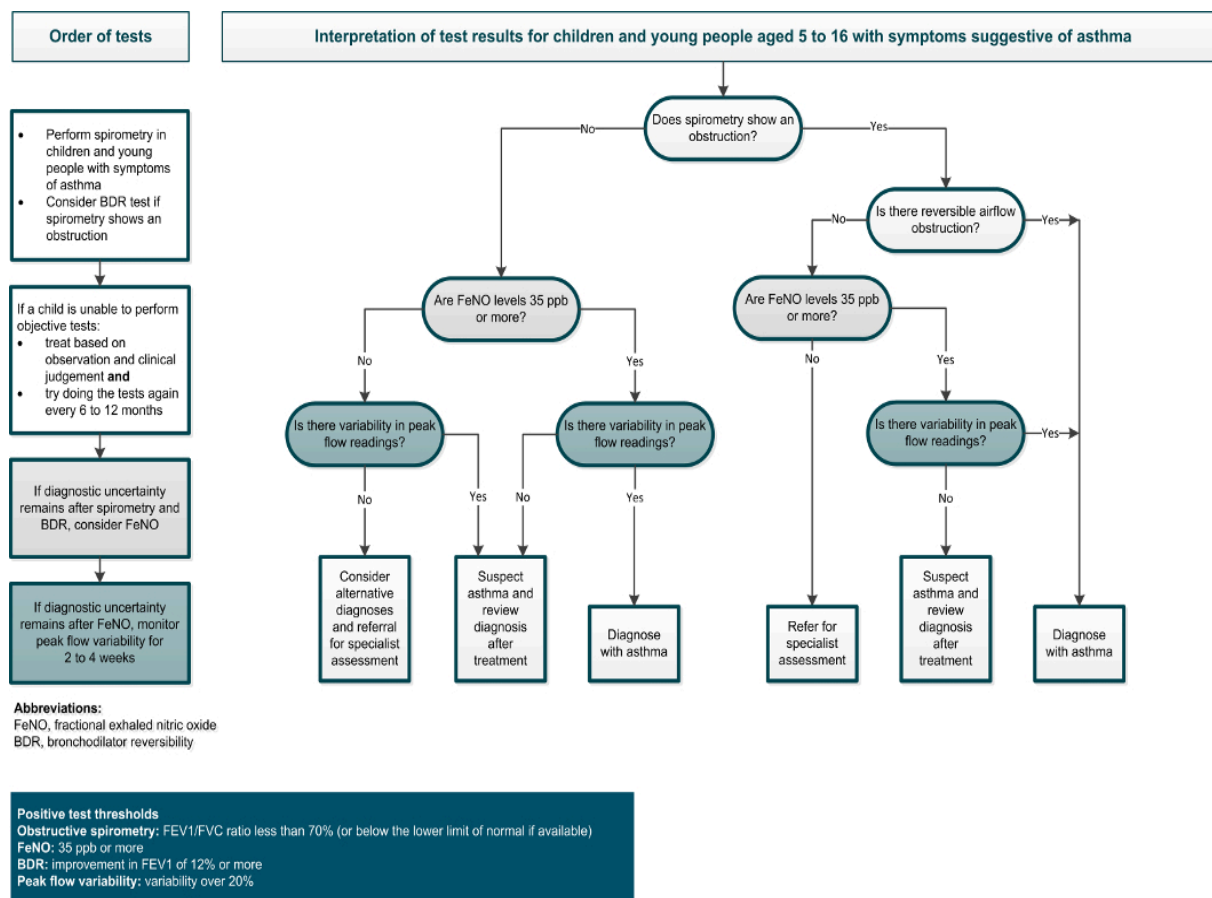 Order of tests
Interpretation of test results for children and young people aged 5 to 16 with symptoms suggestive of asthma
• Perform spirometry in
children and young
people with symptoms
of asthma
• Consider BDR test if
spirometry shows an
obstruction
If a child is unable to perform
objective tests:
• treat based on
observation and clinical
judgement and
• try doing the tests again
every 6 to 12 months
If diagnostic uncertainty
remains after spirometry and
BDR, consider FeNO
If diagnostic uncertainty
remains after FeNO, monitor
peak flow variability for
2 to 4 weeks
Does spirometry show an
obstruction?
No
Yes
Is there reversible airflow
obstruction?
No
Yes
Are FeNO levels 35 ppb
or more?
No
Yes
Are FeNO levels 35 ppb
or more?
No
Yes
Is there variability in peak
flow readings?
No
Yes
Is there variability in peak
flow readings?
No
Yes
Is there variability in peak
flow readings?
Yes
No
Consider
alternative
diagnoses
and referral
for specialist
assessment
Suspect
asthma and
review
diagnosis
after
treatment
Diagnose
with asthma
Refer for
specialist
assessment
Suspect
asthma and
review
diagnosis
after
treatment
Diagnose
with asthma
Abbreviations:
FeNO, fractional exhaled nitric oxide
BDR, bronchodilator reversibility
Positive test thresholds
Obstructive spirometry: FEV1/FVC ratio less than 70% (or below the lower limit of normal if available)
FeNO: 35 ppb or more
BDR: improvement in FEV1 of 12% or more
Peak flow variability: variability over 20%